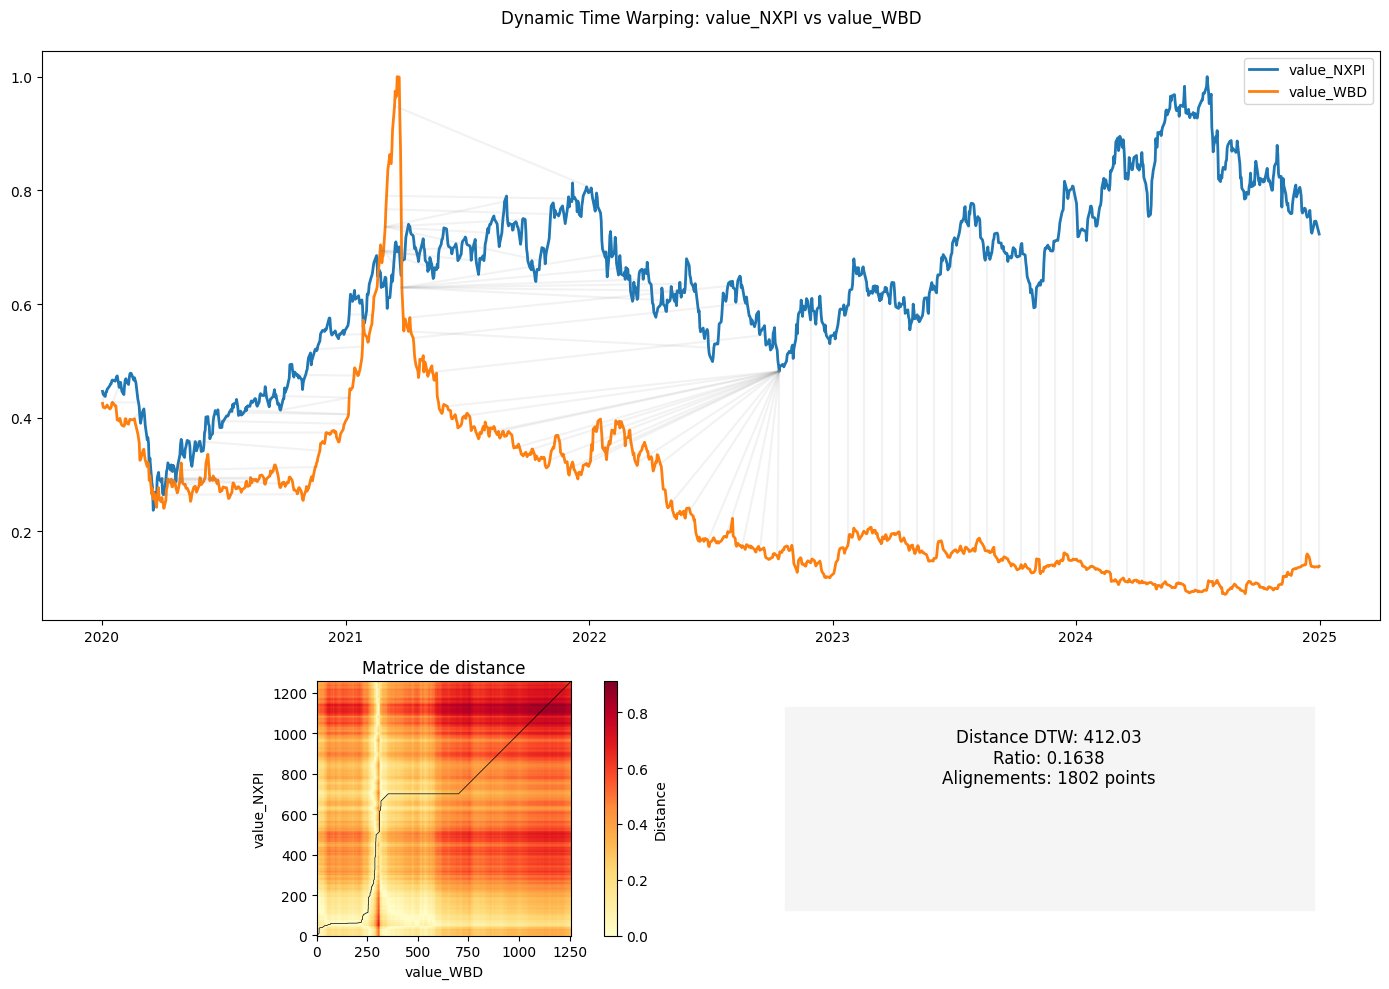 Dynamic Time Warping: value_NXPI vs value_WBD
value_NXPI
value_WBD
1.0
0.8
0.6
0.4
0.2
2020 2021 2022 2023 2024 2025
Matrice de distance
value_NXPI
1200
1000
800
600
400
200
0
0 250 500 750 1000 1250
value_WBD
0.8
0.6
0.4
0.2
0.0
Distance
Distance DTW: 412.03
Ratio: 0.1638
Alignements: 1802 points